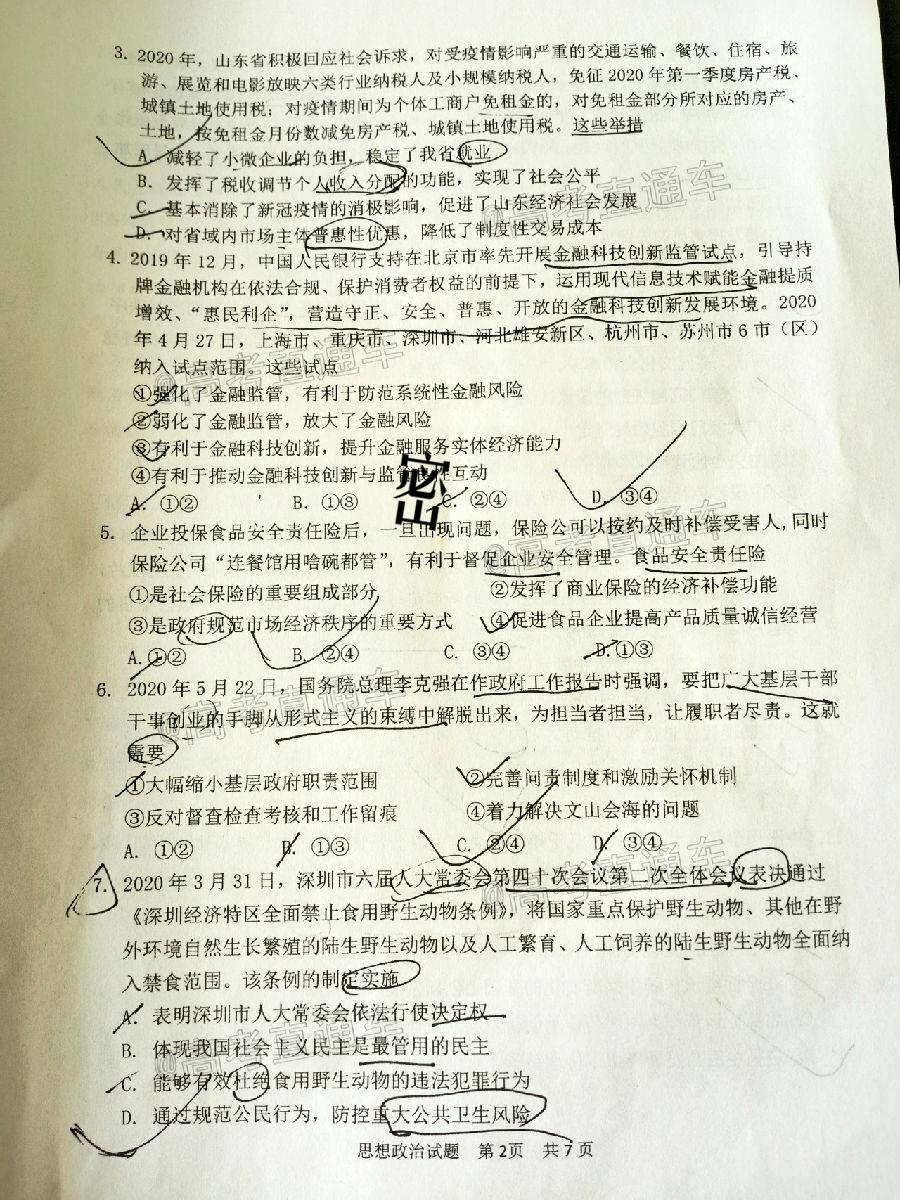 3. 2020年，山东省积极回应社会诉求，对受疫情影响严重的交通运输、餐饮、住宿、旅
游、展览和电影放映六类行业纳税人及小规模纳税人，免征2020年第一季度房产税、
城镇土地使用税；对疫情期间为个体工商户免租金的，对免租金部分所对应的房产、
土地，按免租金月份数减免房产税、城镇土地使用税。这些举措
A. 减轻了小微企业的负担，稳定了我省就业
B. 发挥了税收调节个人收入分配的功能，实现了社会公平
C. 基本消除了新冠疫情的消极影响，促进了山东经济社会发展
D. 对省域内市场主体普惠性优惠，降低了制度性交易成本
4. 2019年12月，中国人民银行支持在北京市率先开展金融科技创新监管试点，引导持
牌金融机构在依法合规、保护消费者权益的前提下，运用现代信息技术赋能金融提质
增效、“惠民利企”，营造守正、安全、普惠、开放的金融科技创新发展环境。2020
年4月27日，上海市、重庆市、深圳市、河北雄安新区、杭州市、苏州市6市（区）
纳入试点范围。这些试点
①强化了金融监管，有利于防范系统性金融风险
②弱化了金融监管，放大了金融风险
③有利于金融科技创新，提升金融服务实体经济能力
④有利于推动金融科技创新与监管良性互动
A. ①② B. ①③ C. ②④ D. ③④
密
5. 企业投保食品安全责任险后，一旦出现问题，保险公司可以按约及时补偿受害人,同时
保险公司“连餐馆用啥碗都管”，有利于督促企业安全管理。食品安全责任险
①是社会保险的重要组成部分 ②发挥了商业保险的经济补偿功能
③是政府规范市场经济秩序的重要方式 ④促进食品企业提高产品质量诚信经营
A. ①② B. ②④ C. ③④ D. ①③
6. 2020年5月22日，国务院总理李克强在作政府工作报告时强调，要把广大基层干部
干事创业的手脚从形式主义的束缚中解脱出来，为担当者担当，让履职者尽责。这就
需要
①大幅缩小基层政府职责范围 ②完善问责制度和激励关怀机制
③反对督查检查考核和工作留痕 ④着力解决文山会海的问题
A. ①② B. ①③ C. ②④ D. ③④
7. 2020年3月31日，深圳市六届人大常委会第四十次会议第二次全体会议表决通过
《深圳经济特区全面禁止食用野生动物条例》，将国家重点保护野生动物、其他在野
外环境自然生长繁殖的陆生野生动物以及人工繁育、人工饲养的陆生野生动物全面纳
入禁食范围。该条例的制定实施
A. 表明深圳市人大常委会依法行使决定权
B. 体现我国社会主义民主是最管用的民主
C. 能够有效杜绝食用野生动物的违法犯罪行为
D. 通过规范公民行为，防控重大公共卫生风险
思想政治试题 第2页 共7页
@高考直通车
@高考直通车
@高考直通车
@高考直通车
@高考直通车
@高考直通车